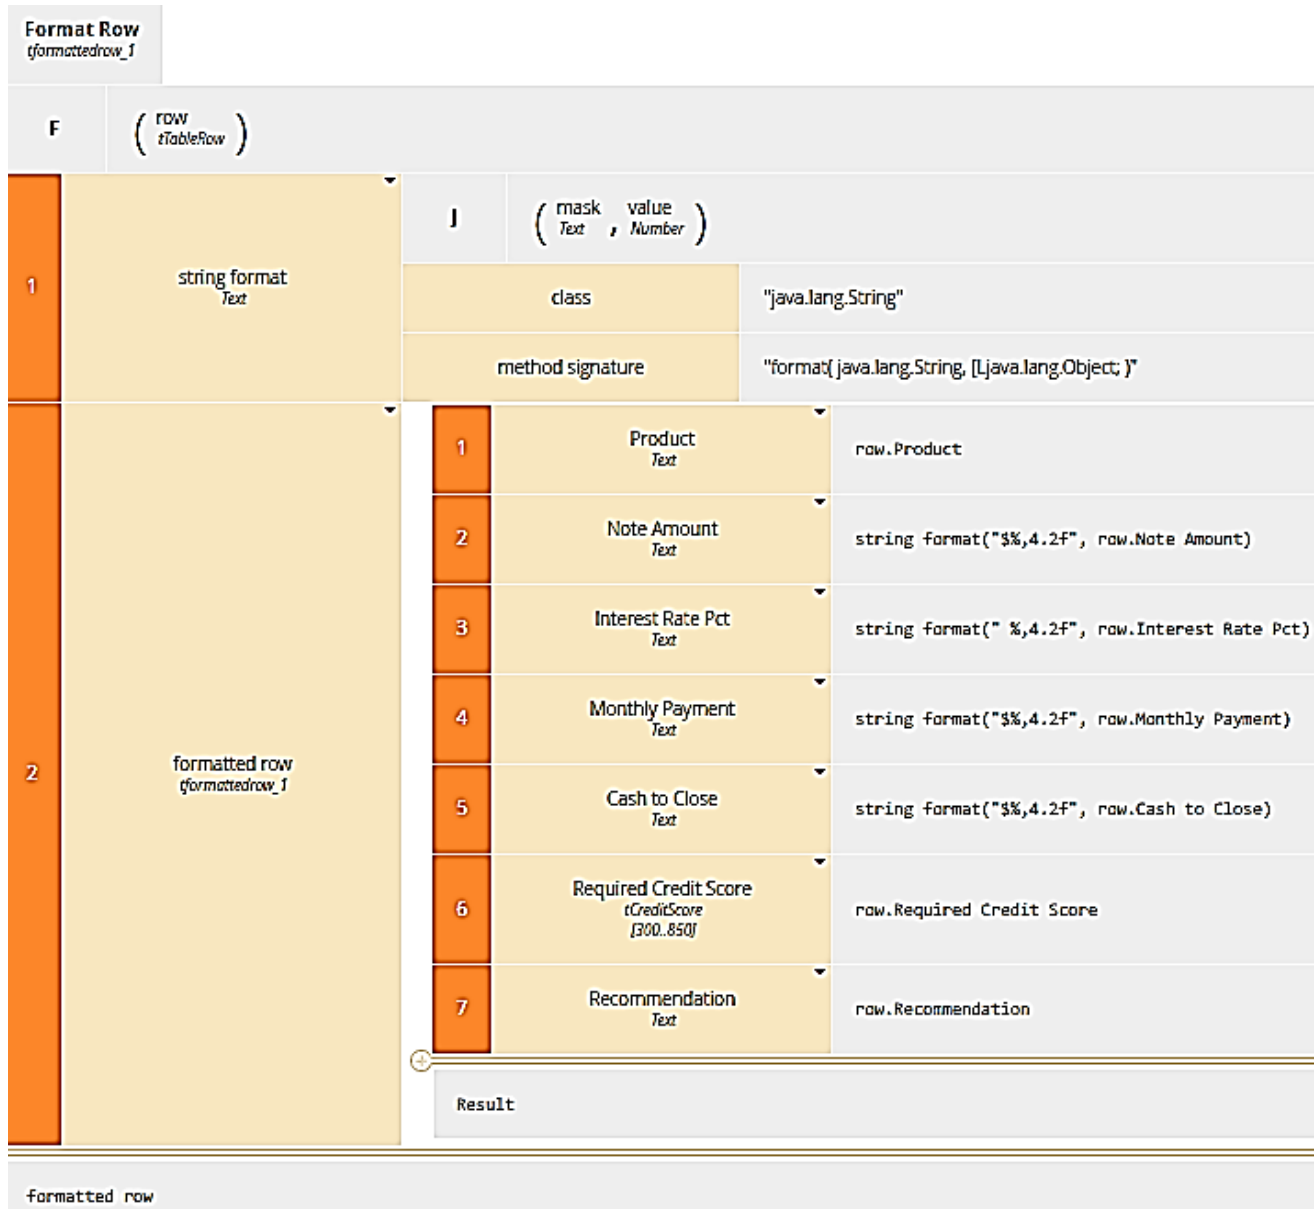 Format Row
tformattedrow_1
F
( row )
tTableRow
1
string format
Text
J
( mask , value )
Text Number
class
"java.lang.String"
method signature
"format( java.lang.String, [Ljava.lang.Object; )"
2
formatted row
tformattedrow_1
1
Product
Text
row.Product
2
Note Amount
Text
string format("$%,4.2f", row.Note Amount)
3
Interest Rate Pct
Text
string format(" %,4.2f", row.Interest Rate Pct)
4
Monthly Payment
Text
string format("$%,4.2f", row.Monthly Payment)
5
Cash to Close
Text
string format("$%,4.2f", row.Cash to Close)
6
Required Credit Score
tCreditScore
[300..850]
row.Required Credit Score
7
Recommendation
Text
row.Recommendation
Result
formatted row